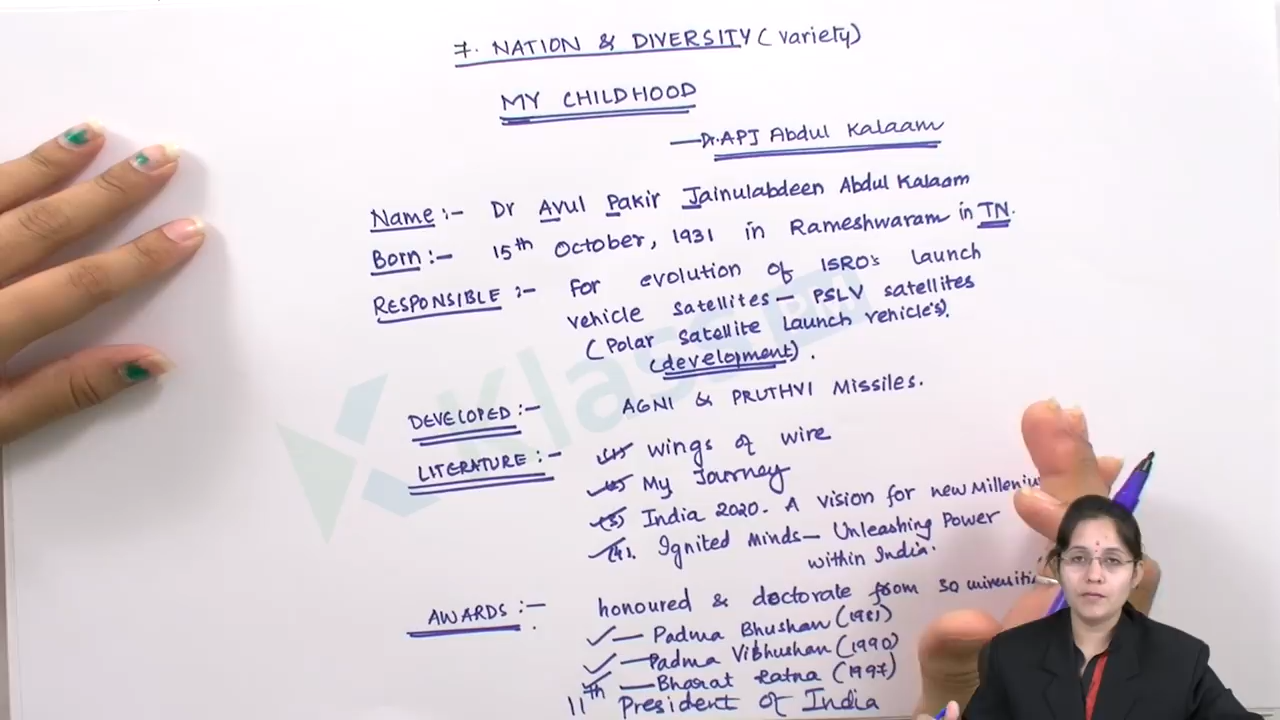 7. NATION & DIVERSITY (variety)
MY CHILDHOOD
—Dr.APJ Abdul Kalaam
Name:- Dr Avul Pakir Jainulabdeen Abdul Kalaam
Born:- 15th October, 1931 in Rameshwaram in TN.
RESPONSIBLE:- for evolution of ISRO's launch
vehicle satellites — PSLV satellites
(Polar satellite Launch vehicle's).
(development).
DEVELOPED:- AGNI & PRUTHVI Missiles.
LITERATURE:- (1) wings of wire
(2) My Journey
(3) India 2020. A vision for new Milleniu
(4). Ignited minds — Unleashing Power
within India.
AWARDS:- honoured & doctorate from 30
— Padma Bhushan (1981)
— Padma Vibhushan (1990)
— Bharat Ratna (1997)
11th President of India
Klass